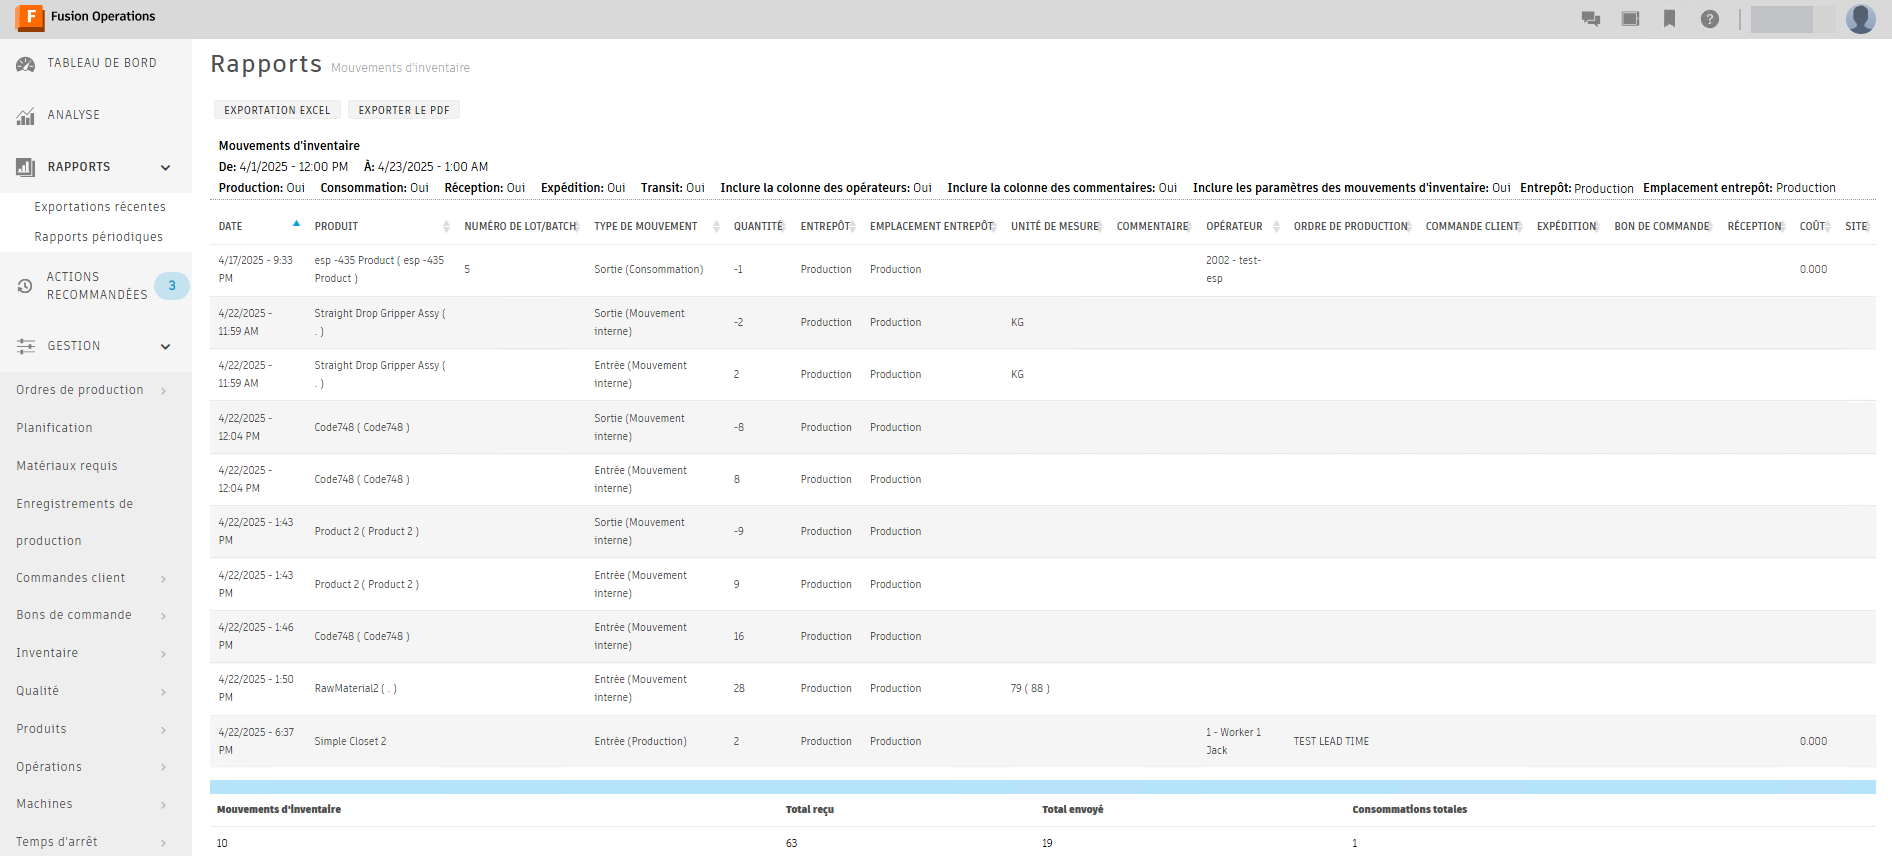 F Fusion Operations
?
TABLEAU DE BORD
ANALYSE
RAPPORTS
Exportations récentes
Rapports périodiques
ACTIONS
RECOMMANDÉES 3
GESTION
Ordres de production
Planification
Matériaux requis
Enregistrements de
production
Commandes client
Bons de commande
Inventaire
Qualité
Produits
Opérations
Machines
Temps d'arrêt
Rapports Mouvements d'inventaire
EXPORTATION EXCEL EXPORTER LE PDF
Mouvements d'inventaire
De: 4/1/2025 - 12:00 PM À: 4/23/2025 - 1:00 AM
Production: Oui Consommation: Oui Réception: Oui Expédition: Oui Transit: Oui Inclure la colonne des opérateurs: Oui Inclure la colonne des commentaires: Oui Inclure les paramètres des mouvements d'inventaire: Oui Entrepôt: Production Emplacement entrepôt: Production
DATE PRODUIT NUMÉRO DE LOT/BATCH TYPE DE MOUVEMENT QUANTITÉ ENTREPÔT EMPLACEMENT ENTREPÔT UNITÉ DE MESURE COMMENTAIRE OPÉRATEUR ORDRE DE PRODUCTION COMMANDE CLIENT EXPÉDITION BON DE COMMANDE RÉCEPTION COÛT SITE
4/17/2025 - 9:33 esp -435 Product ( esp -435 2002 - test-
5 Sortie (Consommation) -1 Production Production 0.000
PM Product ) esp
4/22/2025 - Straight Drop Gripper Assy ( Sortie (Mouvement
-2 Production Production KG
11:59 AM . ) interne)
4/22/2025 - Straight Drop Gripper Assy ( Entrée (Mouvement
2 Production Production KG
11:59 AM . ) interne)
4/22/2025 - Sortie (Mouvement
Code748 ( Code748 ) -8 Production Production
12:04 PM interne)
4/22/2025 - Entrée (Mouvement
Code748 ( Code748 ) 8 Production Production
12:04 PM interne)
4/22/2025 - 1:43 Sortie (Mouvement
Product 2 ( Product 2 ) -9 Production Production
PM interne)
4/22/2025 - 1:43 Entrée (Mouvement
Product 2 ( Product 2 ) 9 Production Production
PM interne)
4/22/2025 - 1:46 Entrée (Mouvement
Code748 ( Code748 ) 16 Production Production
PM interne)
4/22/2025 - 1:50 Entrée (Mouvement
RawMaterial2 ( . ) 28 Production Production 79 ( 88 )
PM interne)
4/22/2025 - 6:37 1 - Worker 1
Simple Closet 2 Entrée (Production) 2 Production Production TEST LEAD TIME 0.000
PM Jack
Mouvements d'inventaire Total reçu Total envoyé Consommations totales
10 63 19 1